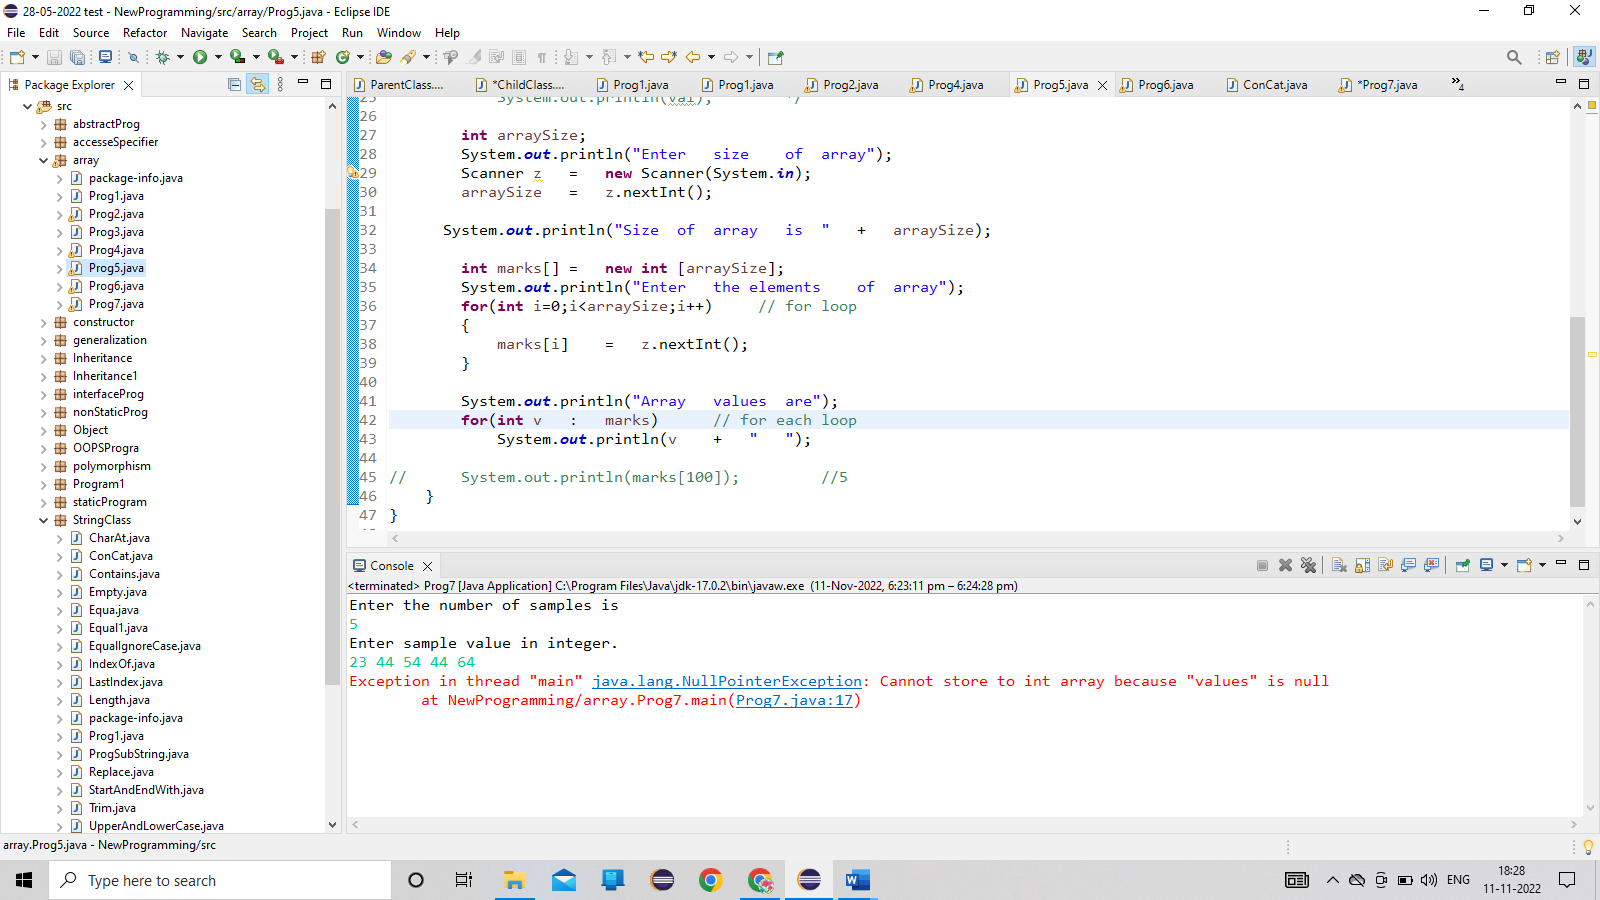 28-05-2022 test - NewProgramming/src/array/Prog5.java - Eclipse IDE
File Edit Source Refactor Navigate Search Project Run Window Help
Package Explorer
src
abstractProg
accesseSpecifier
array
package-info.java
Prog1.java
Prog2.java
Prog3.java
Prog4.java
Prog5.java
Prog6.java
Prog7.java
constructor
generalization
Inheritance
Inheritance1
interfaceProg
nonStaticProg
Object
OOPSProgra
polymorphism
Program1
staticProgram
StringClass
CharAt.java
ConCat.java
Contains.java
Empty.java
Equa.java
Equal1.java
EqualIgnoreCase.java
IndexOf.java
LastIndex.java
Length.java
package-info.java
Prog1.java
ProgSubString.java
Replace.java
StartAndEndWith.java
Trim.java
UpperAndLowerCase.java
ParentClass.... *ChildClass.... Prog1.java Prog1.java Prog2.java Prog4.java Prog5.java Prog6.java ConCat.java *Prog7.java »4
25 System.out.println(val); */
26
27 int arraySize;
28 System.out.println("Enter size of array");
29 Scanner z = new Scanner(System.in);
30 arraySize = z.nextInt();
31
32 System.out.println("Size of array is " + arraySize);
33
34 int marks[] = new int [arraySize];
35 System.out.println("Enter the elements of array");
36 for(int i=0;i<arraySize;i++) // for loop
37 {
38 marks[i] = z.nextInt();
39 }
40
41 System.out.println("Array values are");
42 for(int v : marks) // for each loop
43 System.out.println(v + " ");
44
45 // System.out.println(marks[100]); //5
46 }
47 }
Console
<terminated> Prog7 [Java Application] C:\Program Files\Java\jdk-17.0.2\bin\javaw.exe (11-Nov-2022, 6:23:11 pm – 6:24:28 pm)
Enter the number of samples is
5
Enter sample value in integer.
23 44 54 44 64
Exception in thread "main" java.lang.NullPointerException: Cannot store to int array because "values" is null
at NewProgramming/array.Prog7.main(Prog7.java:17)
array.Prog5.java - NewProgramming/src
Type here to search
ENG
18:28
11-11-2022